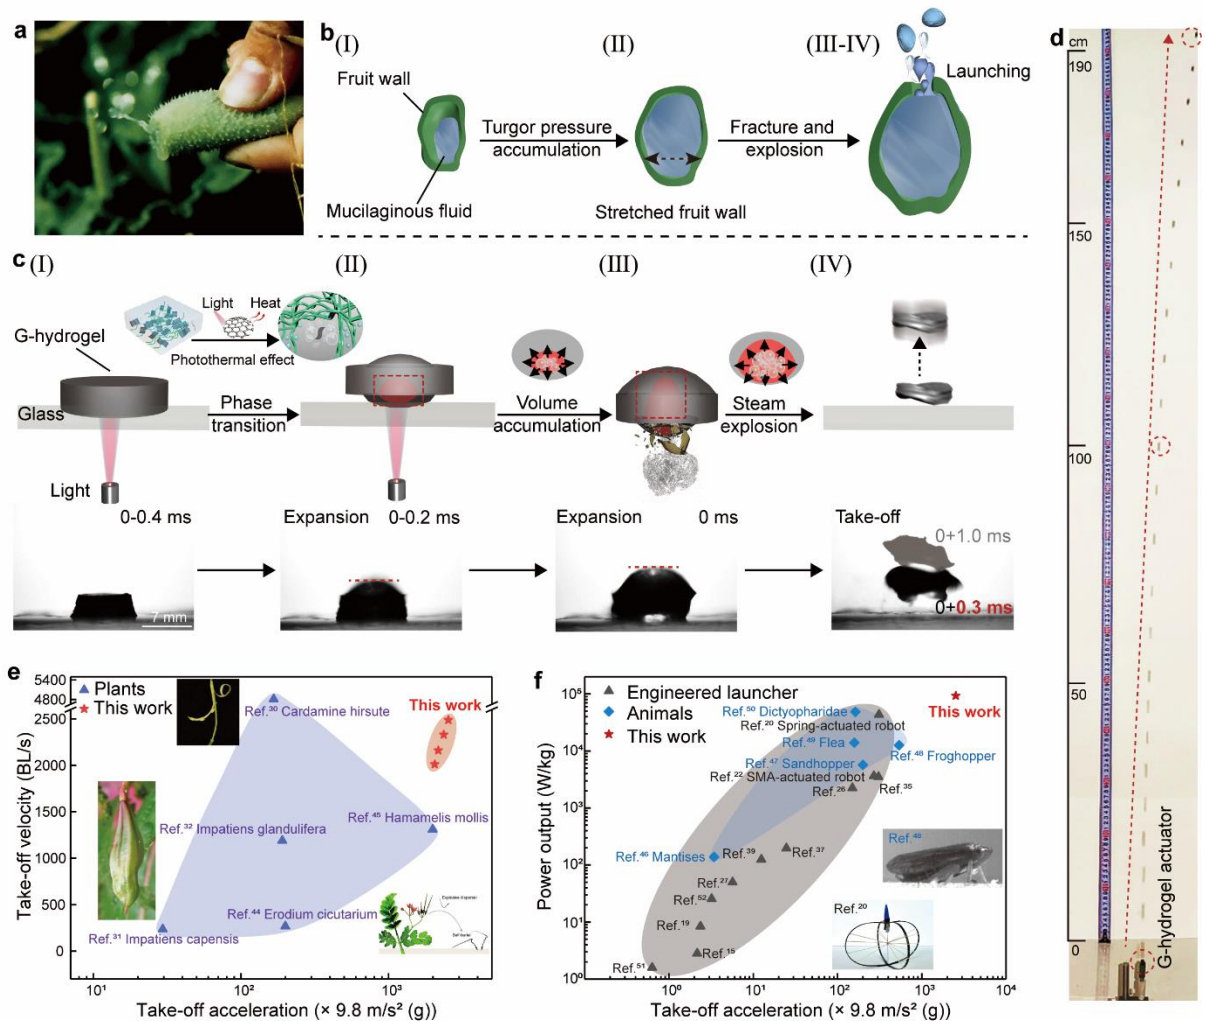 a
b
(I)
(II)
(III-IV)
Fruit wall
Mucilaginous fluid
Turgor pressure
accumulation
Stretched fruit wall
Fracture and
explosion
Launching
c
(I)
(II)
(III)
(IV)
G-hydrogel
Light
Heat
Photothermal effect
Glass
Phase
transition
Volume
accumulation
Steam
explosion
Light
0-0.4 ms
7 mm
Expansion
0-0.2 ms
Expansion
0 ms
Take-off
0+1.0 ms
0+0.3 ms
d
cm
190
150
100
50
0
G-hydrogel actuator
e
Plants
This work
This work
Ref.³⁰ Cardamine hirsute
Ref.³² Impatiens glandulifera
Ref.⁴⁵ Hamamelis mollis
Ref.⁴⁴ Erodium cicutarium
Ref.³¹ Impatiens capensis
Take-off velocity (BL/s)
5400
4800
2500
2000
1500
1000
500
0
10¹
10²
10³
Take-off acceleration (× 9.8 m/s² (g))
f
Engineered launcher
Animals
This work
This work
Ref.⁵⁰ Dictyopharidae
Ref.²⁰ Spring-actuated robot
Ref.⁴⁹ Flea
Ref.⁴⁸ Froghopper
Ref.⁴⁷ Sandhopper
Ref.²² SMA-actuated robot
Ref.²⁶
Ref.³⁵
Ref.⁴⁶ Mantises
Ref.³⁹
Ref.³⁷
Ref.²⁷
Ref.⁵²
Ref.¹⁹
Ref.¹⁵
Ref.⁵¹
Ref.⁴⁸
Ref.²⁰
Power output (W/kg)
10⁵
10⁴
10³
10²
10¹
10⁰
10⁰
10¹
10²
10³
10⁴
Take-off acceleration (× 9.8 m/s² (g))